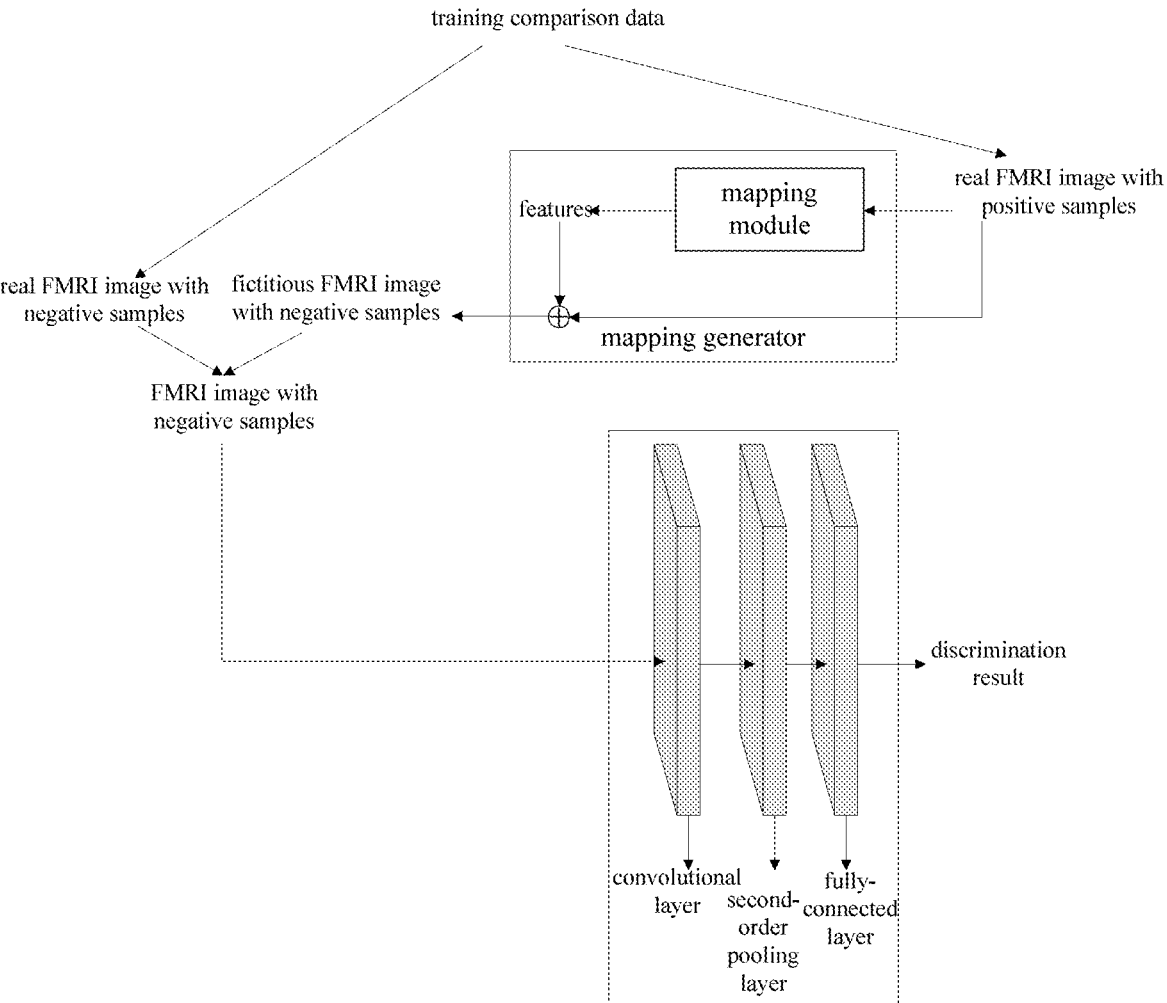 training comparison data
real FMRI image with
positive samples
mapping
module
features
real FMRI image with
negative samples
fictitious FMRI image
with negative samples
mapping generator
FMRI image with
negative samples
discrimination
result
convolutional
layer
second-
order
pooling
layer
fully-
connected
layer